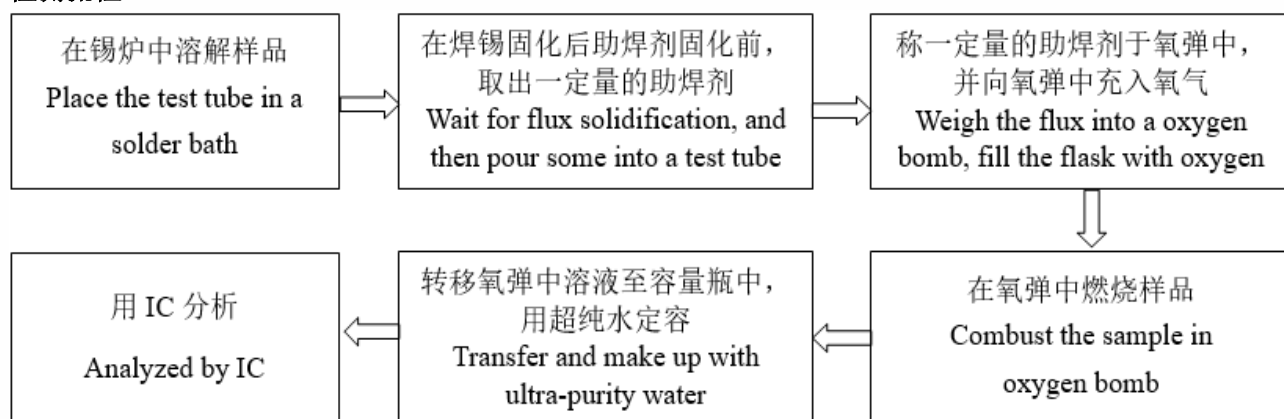 在锡炉中溶解样品
Place the test tube in a
solder bath
在焊锡固化后助焊剂固化前，
取出一定量的助焊剂
Wait for flux solidification, and
then pour some into a test tube
称一定量的助焊剂于氧弹中，
并向氧弹中充入氧气
Weigh the flux into a oxygen
bomb, fill the flask with oxygen
在氧弹中燃烧样品
Combust the sample in
oxygen bomb
转移氧弹中溶液至容量瓶中，
用超纯水定容
Transfer and make up with
ultra-purity water
用 IC 分析
Analyzed by IC